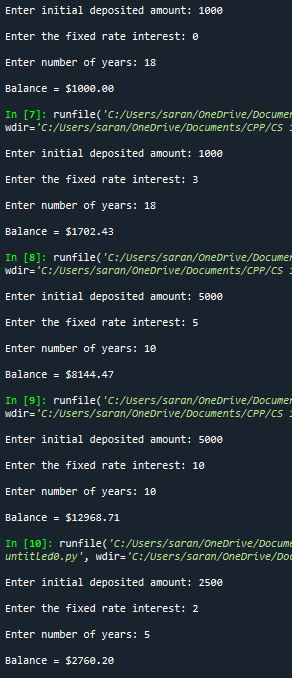 Enter initial deposited amount: 1000
Enter the fixed rate interest: 0
Enter number of years: 18
Balance = $1000.00
In [7]: runfile('C:/Users/saran/OneDrive/Documen
wdir='C:/Users/saran/OneDrive/Documents/CPP/CS 1
Enter initial deposited amount: 1000
Enter the fixed rate interest: 3
Enter number of years: 18
Balance = $1702.43
In [8]: runfile('C:/Users/saran/OneDrive/Documen
wdir='C:/Users/saran/OneDrive/Documents/CPP/CS 1
Enter initial deposited amount: 5000
Enter the fixed rate interest: 5
Enter number of years: 10
Balance = $8144.47
In [9]: runfile('C:/Users/saran/OneDrive/Documen
wdir='C:/Users/saran/OneDrive/Documents/CPP/CS 1
Enter initial deposited amount: 5000
Enter the fixed rate interest: 10
Enter number of years: 10
Balance = $12968.71
In [10]: runfile('C:/Users/saran/OneDrive/Docume
untitled0.py', wdir='C:/Users/saran/OneDrive/Doc
Enter initial deposited amount: 2500
Enter the fixed rate interest: 2
Enter number of years: 5
Balance = $2760.20